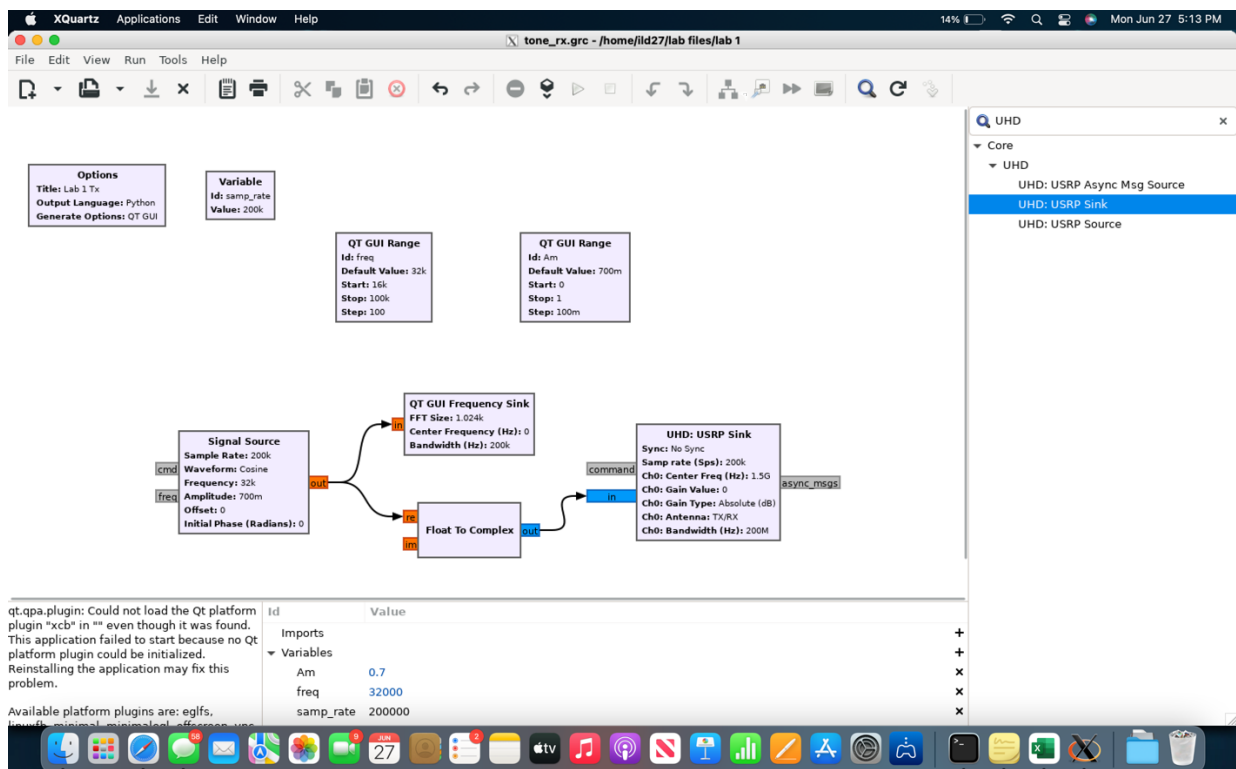 XQuartz Applications Edit Window Help 14% Mon Jun 27 5:13 PM
tone_rx.grc - /home/ild27/lab files/lab 1
File Edit View Run Tools Help
UHD
Core
UHD
UHD: USRP Async Msg Source
UHD: USRP Sink
UHD: USRP Source
Options
Title: Lab 1 Tx
Output Language: Python
Generate Options: QT GUI
Variable
Id: samp_rate
Value: 200k
QT GUI Range
Id: freq
Default Value: 32k
Start: 16k
Stop: 100k
Step: 100
QT GUI Range
Id: Am
Default Value: 700m
Start: 0
Stop: 1
Step: 100m
Signal Source
Sample Rate: 200k
Waveform: Cosine
Frequency: 32k
Amplitude: 700m
Offset: 0
Initial Phase (Radians): 0
cmd
freq
out
QT GUI Frequency Sink
FFT Size: 1.024k
Center Frequency (Hz): 0
Bandwidth (Hz): 200k
in
re
im
Float To Complex
out
UHD: USRP Sink
Sync: No Sync
Samp rate (Sps): 200k
Ch0: Center Freq (Hz): 1.5G
Ch0: Gain Value: 0
Ch0: Gain Type: Absolute (dB)
Ch0: Antenna: TX/RX
Ch0: Bandwidth (Hz): 200M
command
in
async_msgs
qt.qpa.plugin: Could not load the Qt platform
plugin "xcb" in "" even though it was found.
This application failed to start because no Qt
platform plugin could be initialized.
Reinstalling the application may fix this
problem.
Available platform plugins are: eglfs,
linuxfb, minimal, minimalegl, offscreen, vnc,
Id Value
Imports
Variables
Am 0.7
freq 32000
samp_rate 200000
58
9
JUN
27
2
tv